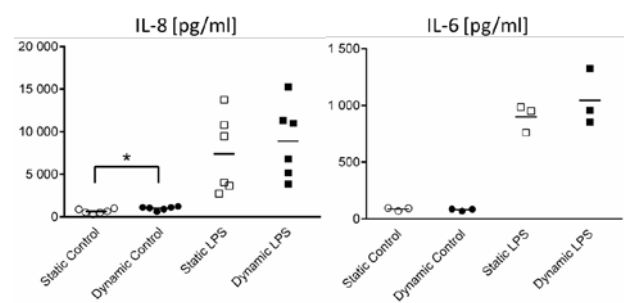 IL-8 [pg/ml]
20 000
15 000
10 000
5 000
0
*
Static Control
Dynamic Control
Static LPS
Dynamic LPS
IL-6 [pg/ml]
1 500
1 000
500
0
Static Control
Dynamic Control
Static LPS
Dynamic LPS